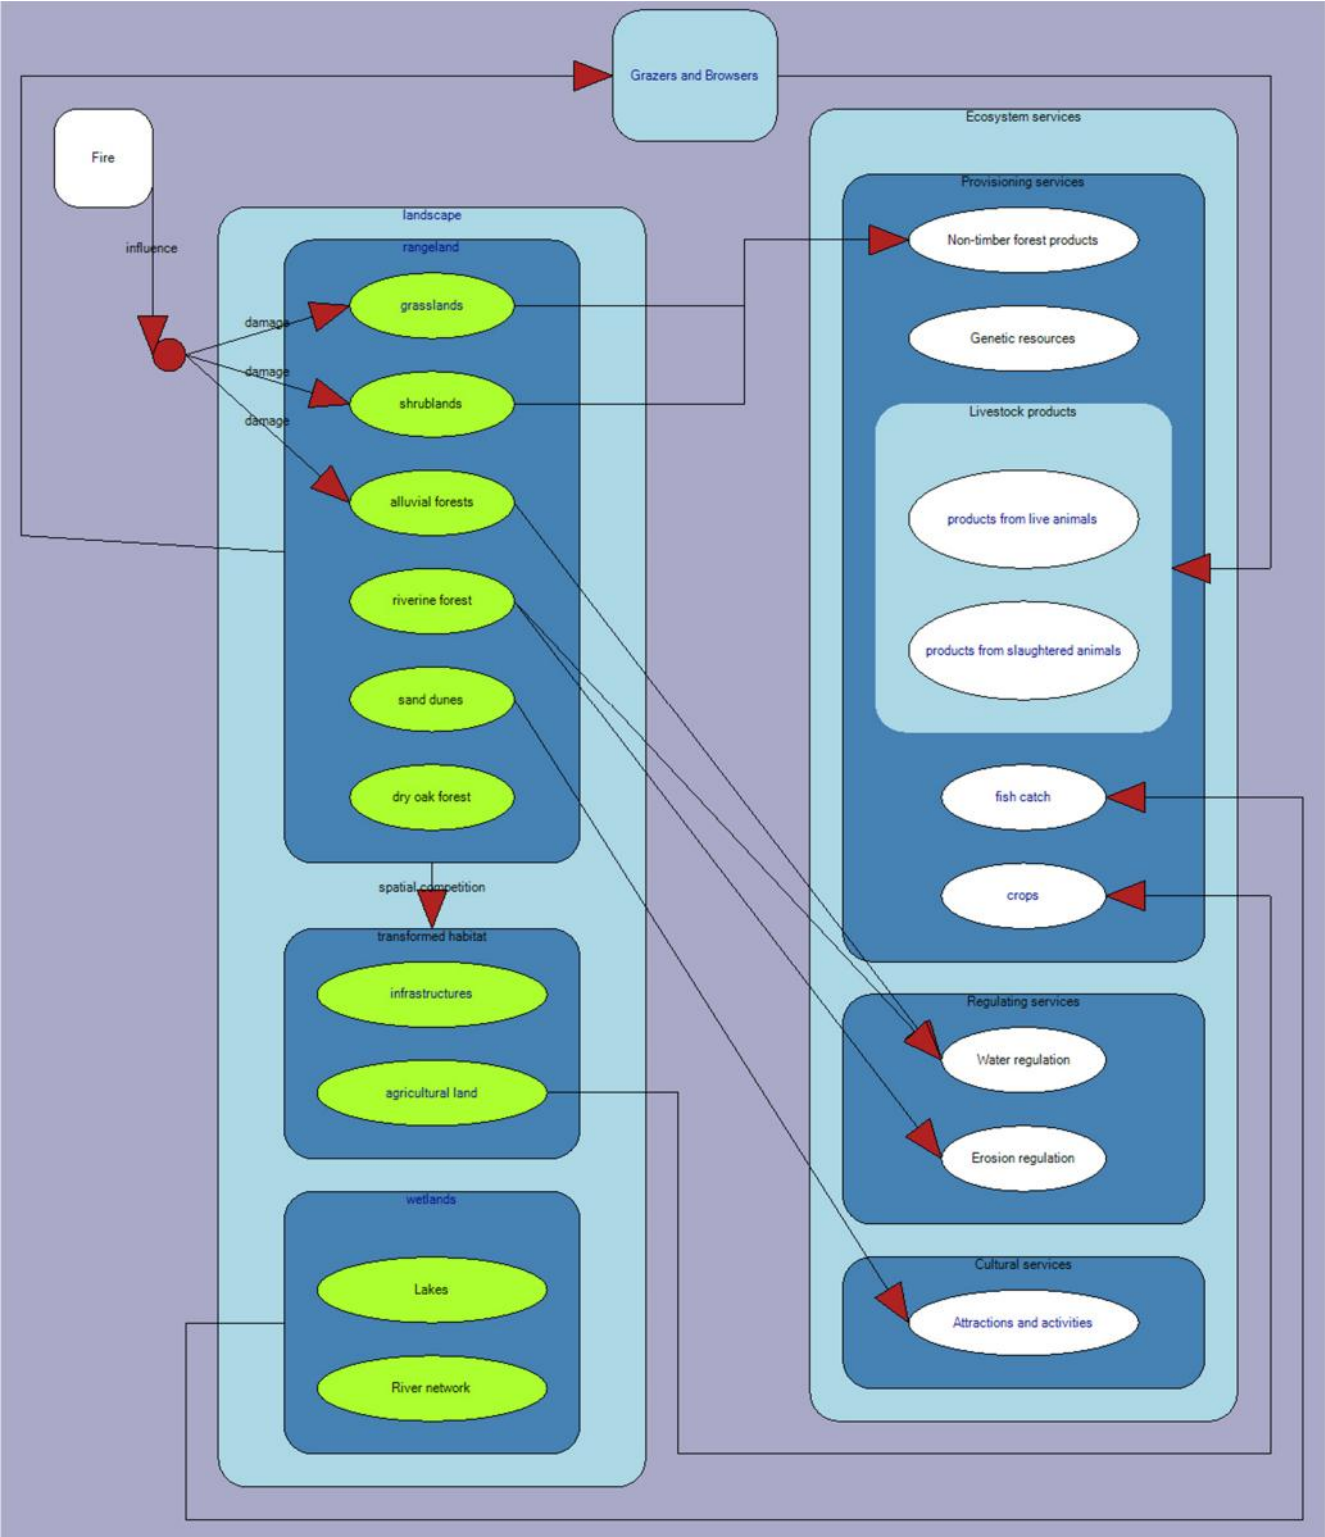 Grazers and Browsers
Fire
influence
landscape
rangeland
grasslands
damage
shrublands
damage
alluvial forests
damage
riverine forest
sand dunes
dry oak forest
spatial competition
transformed habitat
infrastructures
agricultural land
wetlands
Lakes
River network
Ecosystem services
Provisioning services
Non-timber forest products
Genetic resources
Livestock products
products from live animals
products from slaughtered animals
fish catch
crops
Regulating services
Water regulation
Erosion regulation
Cultural services
Attractions and activities